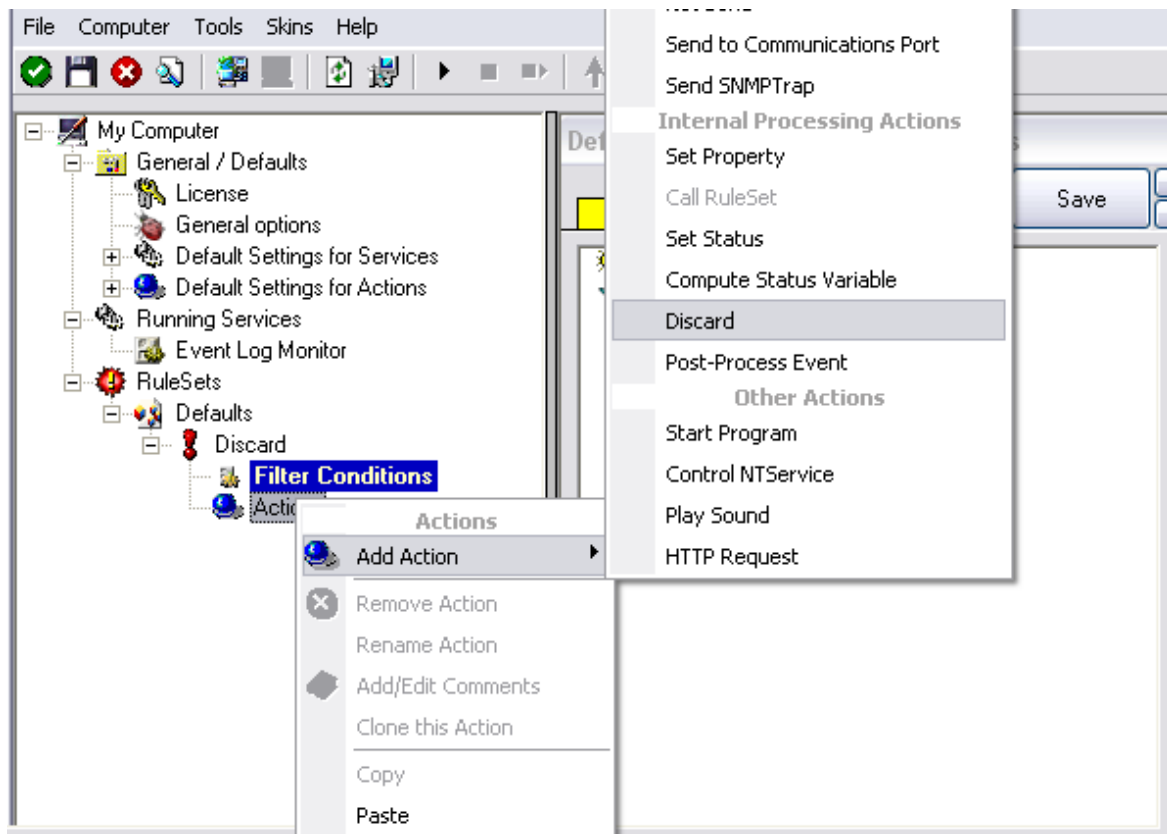 File Computer Tools Skins Help
My Computer
General / Defaults
License
General options
Default Settings for Services
Default Settings for Actions
Running Services
Event Log Monitor
RuleSets
Defaults
Discard
Filter Conditions
Actions
Add Action
Remove Action
Rename Action
Add/Edit Comments
Clone this Action
Copy
Paste
Send to Communications Port
Send SNMPTrap
Internal Processing Actions
Set Property
Call RuleSet
Set Status
Compute Status Variable
Discard
Post-Process Event
Other Actions
Start Program
Control NTService
Play Sound
HTTP Request
Save